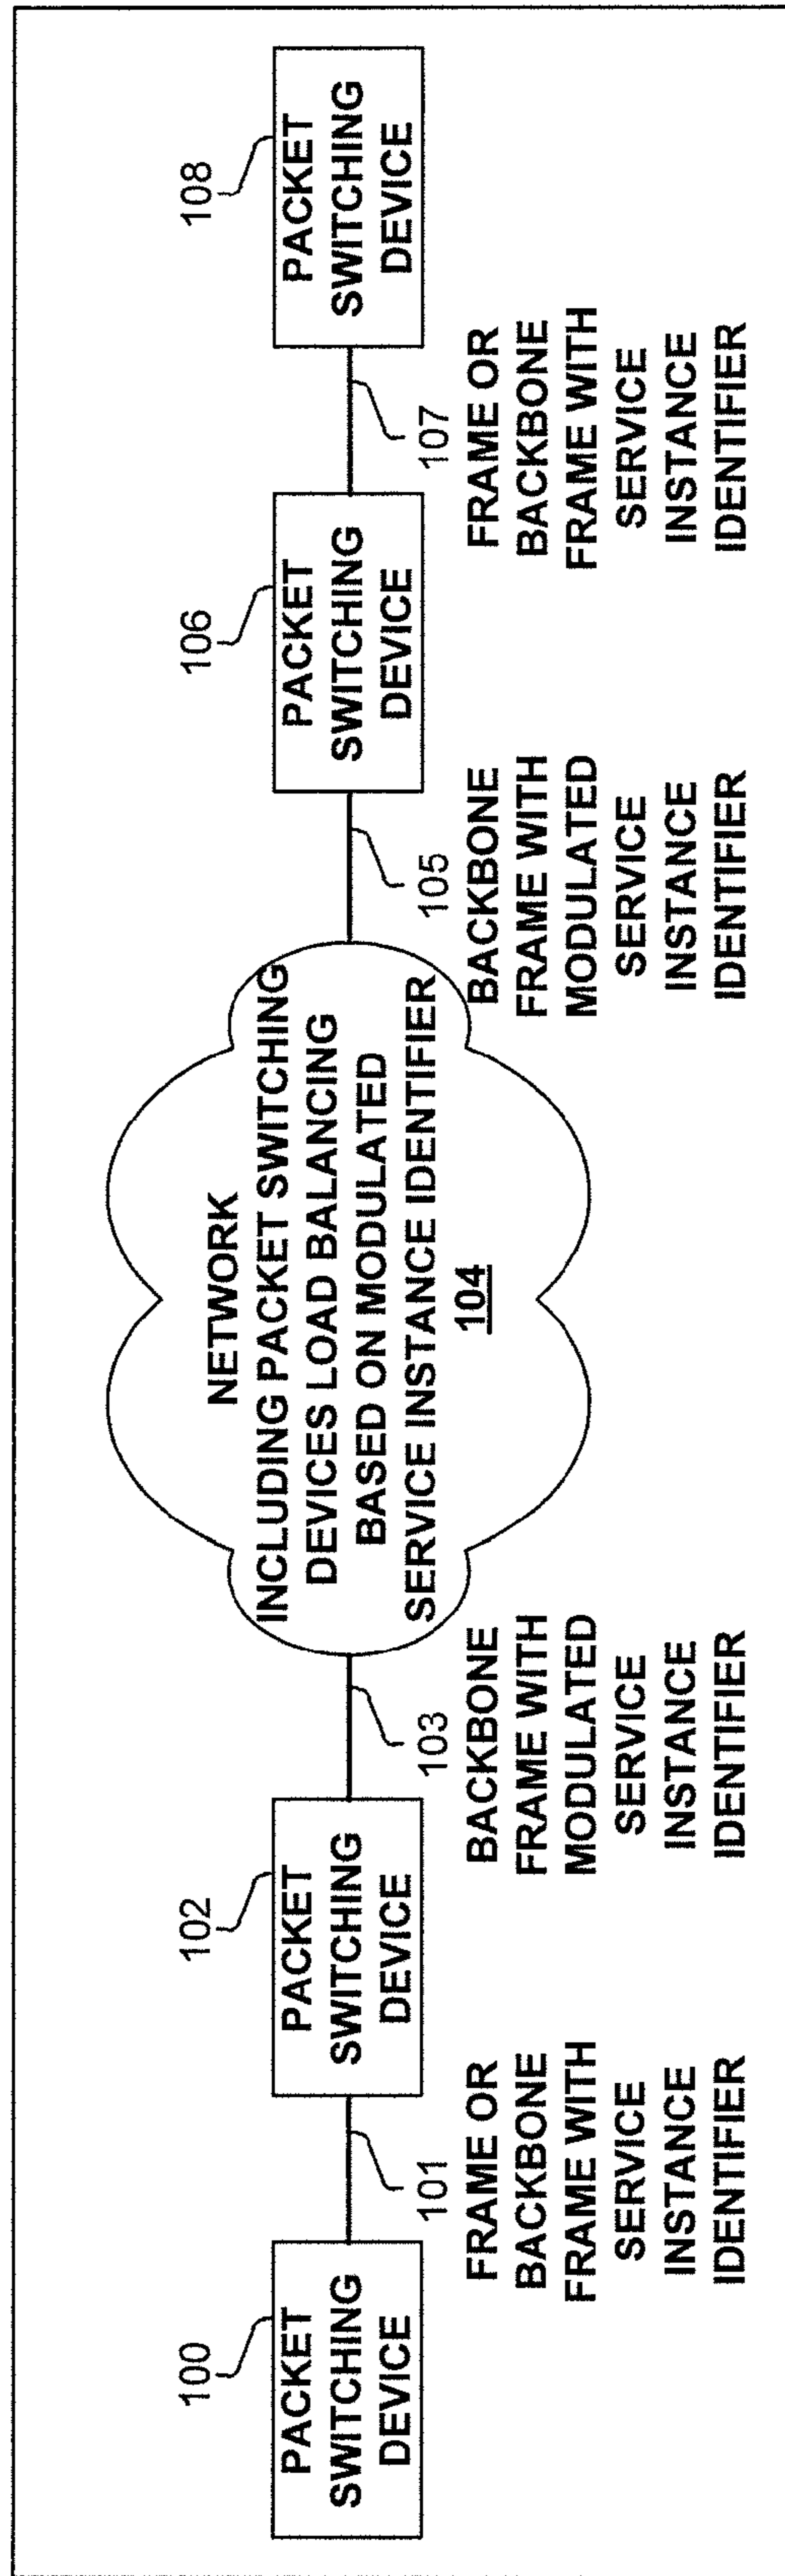 100
PACKET
SWITCHING
DEVICE
101
FRAME OR
BACKBONE
FRAME WITH
SERVICE
INSTANCE
IDENTIFIER
102
PACKET
SWITCHING
DEVICE
103
BACKBONE
FRAME WITH
MODULATED
SERVICE
INSTANCE
IDENTIFIER
NETWORK
INCLUDING PACKET SWITCHING
DEVICES LOAD BALANCING
BASED ON MODULATED
SERVICE INSTANCE IDENTIFIER
104
105
BACKBONE
FRAME WITH
MODULATED
SERVICE
INSTANCE
IDENTIFIER
106
PACKET
SWITCHING
DEVICE
107
FRAME OR
BACKBONE
FRAME WITH
SERVICE
INSTANCE
IDENTIFIER
108
PACKET
SWITCHING
DEVICE